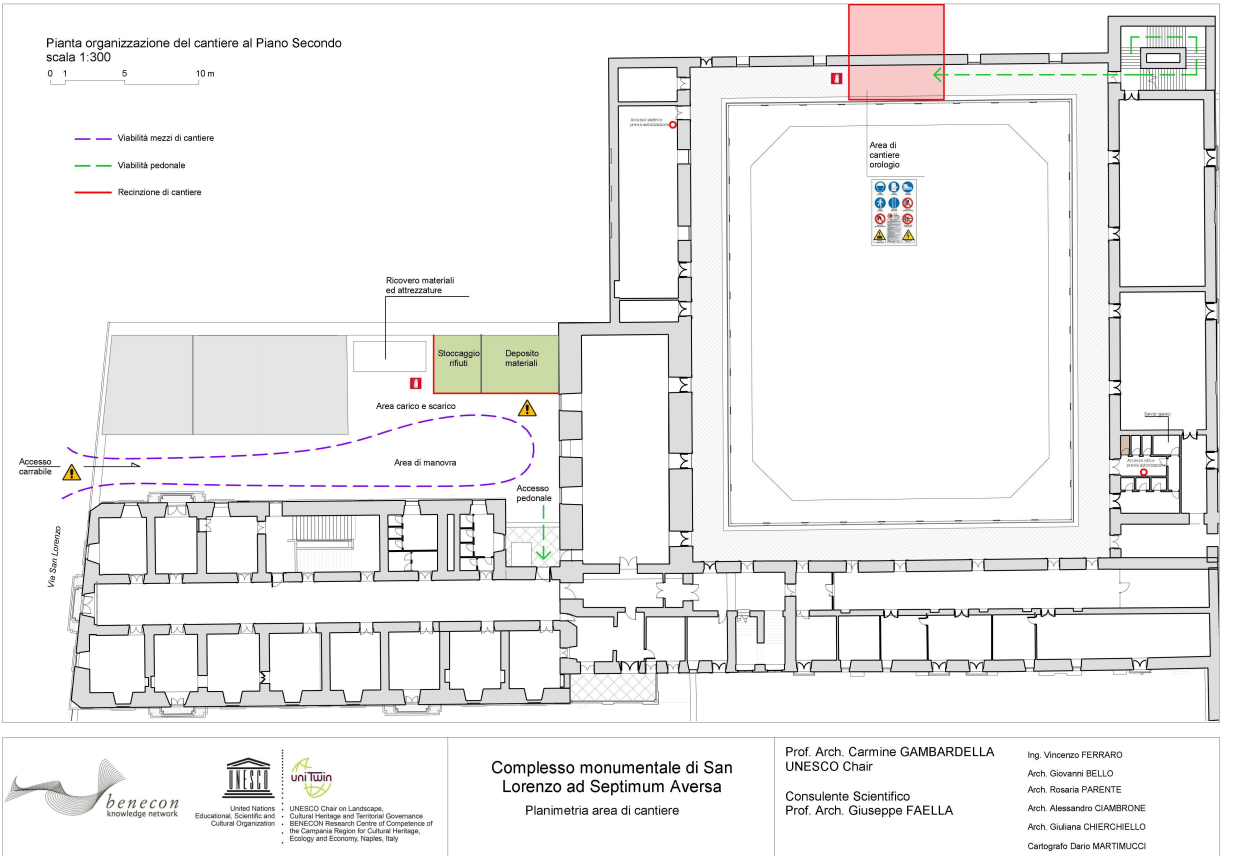 Pianta organizzazione del cantiere al Piano Secondo
scala 1:300
0 1 5 10 m
Viabilità mezzi di cantiere
Viabilità pedonale
Recinzione di cantiere
Accesso elettrico
previa autorizzazione
Area di
cantiere
orologio
Ricovero materiali
ed attrezzature
Stoccaggio
rifiuti
Deposito
materiali
Area carico e scarico
Accesso
carrabile
Area di manovra
Accesso
pedonale
Via San Lorenzo
Servizi igienici
Accesso idrico
previa autorizzazione
benecon
knowledge network
UNESCO
United Nations
Educational, Scientific and
Cultural Organization
uniTwin
UNESCO Chair on Landscape,
Cultural Heritage and Territorial Governance
BENECON Research Centre of Competence of
the Campania Region for Cultural Heritage,
Ecology and Economy, Naples, Italy
Complesso monumentale di San
Lorenzo ad Septimum Aversa
Planimetria area di cantiere
Prof. Arch. Carmine GAMBARDELLA
UNESCO Chair
Consulente Scientifico
Prof. Arch. Giuseppe FAELLA
Ing. Vincenzo FERRARO
Arch. Giovanni BELLO
Arch. Rosaria PARENTE
Arch. Alessandro CIAMBRONE
Arch. Giuliana CHIERCHIELLO
Cartografo Dario MARTIMUCCI